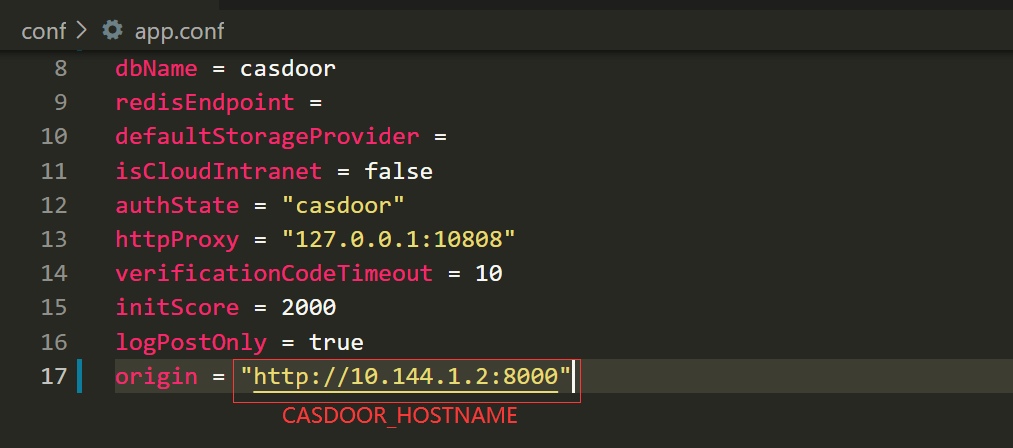 conf > app.conf
8 dbName = casdoor
9 redisEndpoint =
10 defaultStorageProvider =
11 isCloudIntranet = false
12 authState = "casdoor"
13 httpProxy = "127.0.0.1:10808"
14 verificationCodeTimeout = 10
15 initScore = 2000
16 logPostOnly = true
17 origin = "http://10.144.1.2:8000"
CASDOOR_HOSTNAME